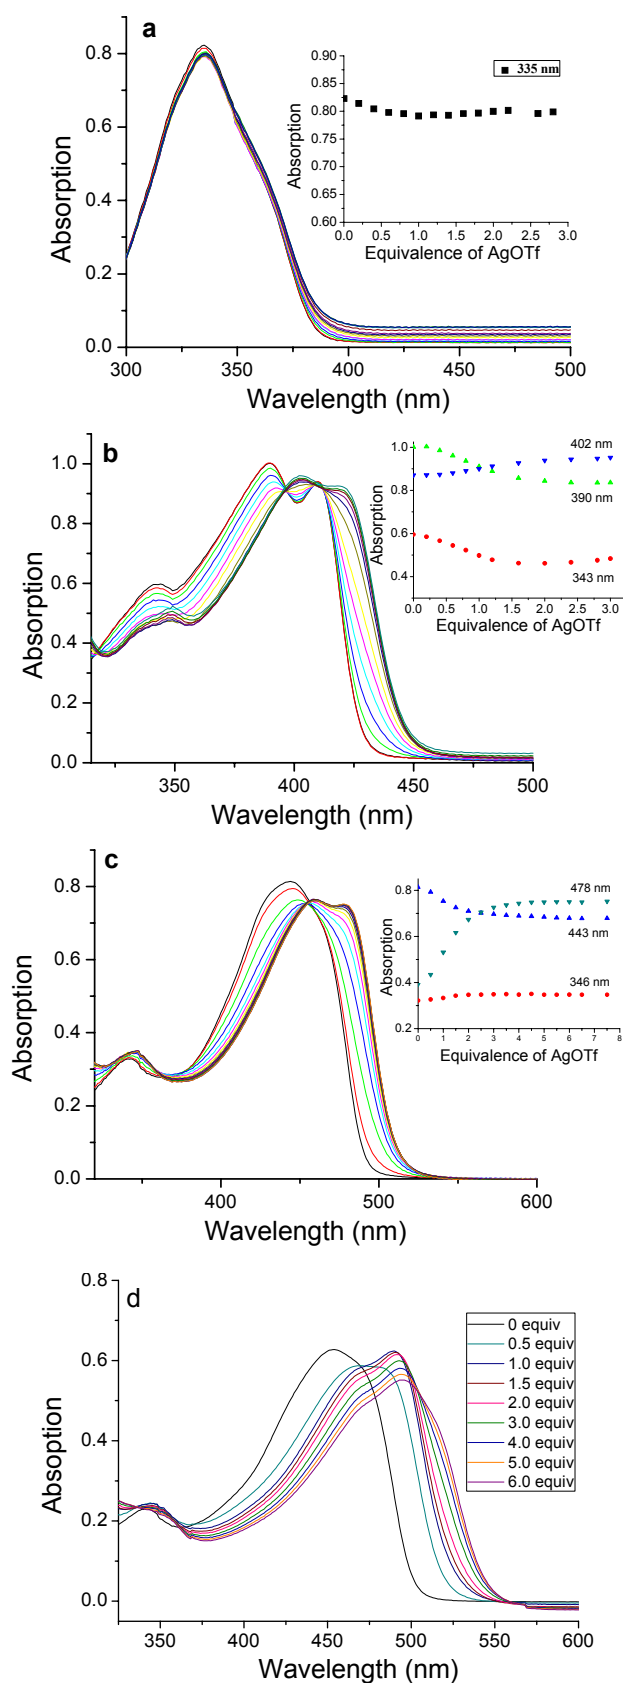 a
0.8
0.6
0.4
0.2
0.0
300
350
400
450
500
Absorption
Wavelength (nm)
335 nm
0.90
0.85
0.80
0.75
0.70
0.65
0.60
0.0
0.5
1.0
1.5
2.0
2.5
3.0
Absorption
Equivalence of AgOTf
b
1.0
0.8
0.6
0.4
0.2
0.0
350
400
450
500
Absorption
Wavelength (nm)
402 nm
390 nm
343 nm
1.0
0.8
0.6
0.4
0.0
0.5
1.0
1.5
2.0
2.5
3.0
Absorption
Equivalence of AgOTf
c
0.8
0.6
0.4
0.2
0.0
400
450
500
550
600
Absorption
Wavelength (nm)
478 nm
443 nm
346 nm
0.8
0.6
0.4
0.2
0
1
2
3
4
5
6
7
8
Absorption
Equivalence of AgOTf
d
0.8
0.6
0.4
0.2
0.0
350
400
450
500
550
600
Absoption
Wavelength (nm)
0 equiv
0.5 equiv
1.0 equiv
1.5 equiv
2.0 equiv
3.0 equiv
4.0 equiv
5.0 equiv
6.0 equiv